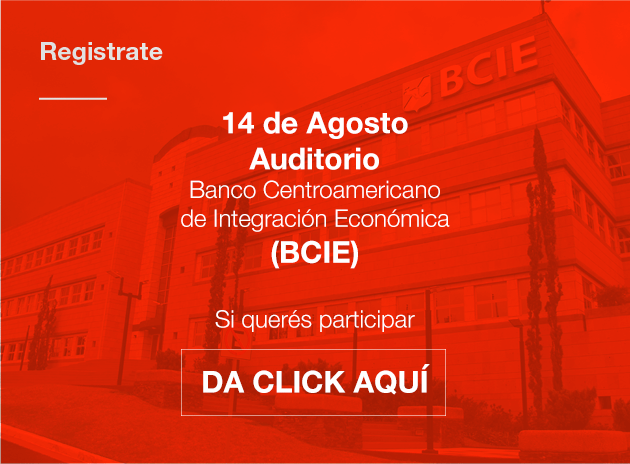 Registrate
BCIE
14 de Agosto
Auditorio
Banco Centroamericano
de Integración Económica
(BCIE)
Si querés participar
DA CLICK AQUÍ